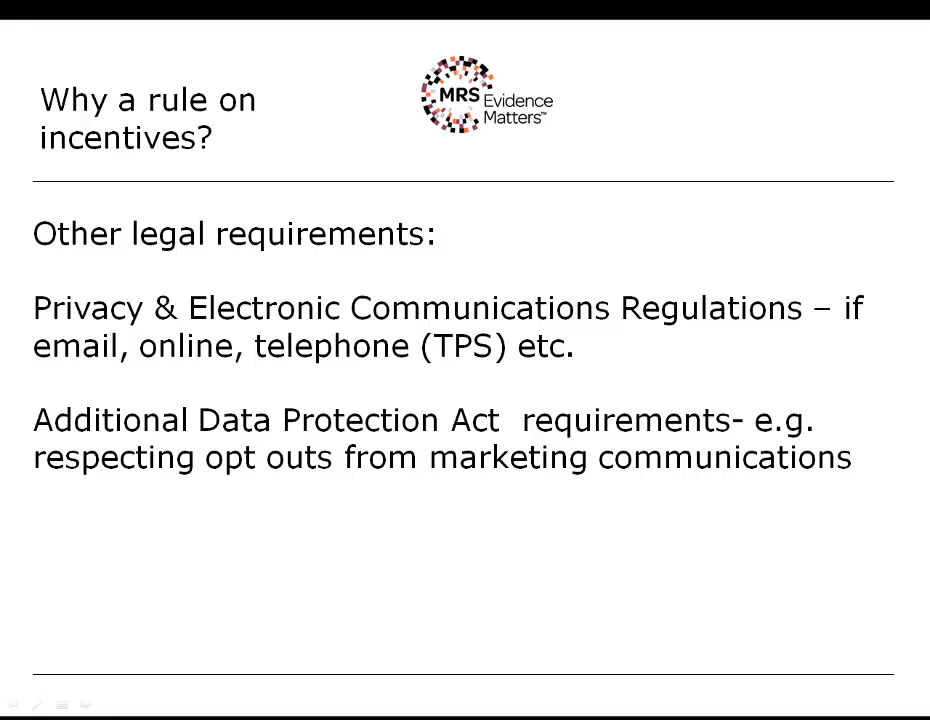 Why a rule on
incentives?
MRS Evidence
Matters™
Other legal requirements:
Privacy & Electronic Communications Regulations – if
email, online, telephone (TPS) etc.
Additional Data Protection Act  requirements- e.g.
respecting opt outs from marketing communications